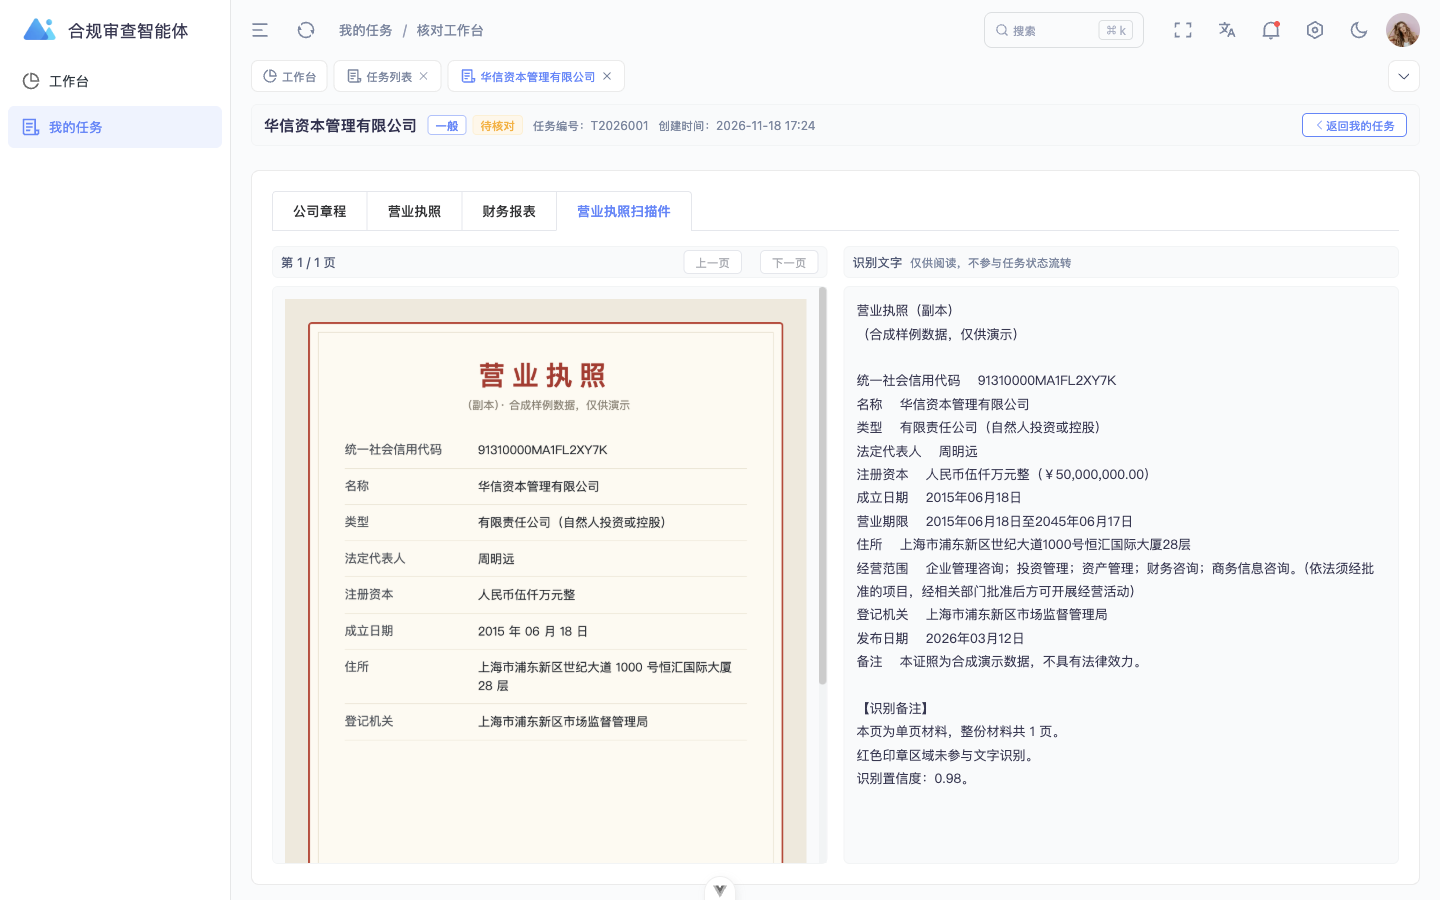 合规审查智能体
工作台
我的任务
我的任务 / 核对工作台
搜索
⌘ k
工作台
任务列表
华信资本管理有限公司
华信资本管理有限公司
一般
待核对
任务编号：T2026001
创建时间：2026-11-18 17:24
返回我的任务
公司章程
营业执照
财务报表
营业执照扫描件
第 1 / 1 页
上一页
下一页
营业执照
(副本)· 合成样例数据，仅供演示
统一社会信用代码 91310000MA1FL2XY7K
名称 华信资本管理有限公司
类型 有限责任公司（自然人投资或控股）
法定代表人 周明远
注册资本 人民币伍仟万元整
成立日期 2015 年 06 月 18 日
住所 上海市浦东新区世纪大道 1000 号恒汇国际大厦
28 层
登记机关 上海市浦东新区市场监督管理局
识别文字 仅供阅读，不参与任务状态流转
营业执照（副本）
（合成样例数据，仅供演示）
统一社会信用代码 91310000MA1FL2XY7K
名称 华信资本管理有限公司
类型 有限责任公司（自然人投资或控股）
法定代表人 周明远
注册资本 人民币伍仟万元整（￥50,000,000.00）
成立日期 2015年06月18日
营业期限 2015年06月18日至2045年06月17日
住所 上海市浦东新区世纪大道1000号恒汇国际大厦28层
经营范围 企业管理咨询；投资管理；资产管理；财务咨询；商务信息咨询。（依法须经批
准的项目，经相关部门批准后方可开展经营活动）
登记机关 上海市浦东新区市场监督管理局
发布日期 2026年03月12日
备注 本证照为合成演示数据，不具有法律效力。
【识别备注】
本页为单页材料，整份材料共 1 页。
红色印章区域未参与文字识别。
识别置信度：0.98。